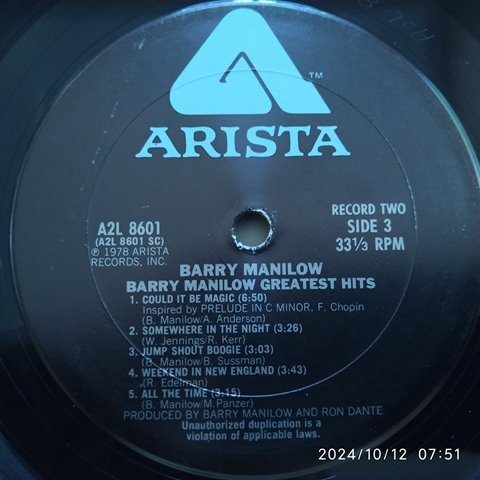 ™
ARISTA
A2L 8601
(A2L 8601 SC)
℗ 1978 ARISTA
RECORDS, INC.
RECORD TWO
SIDE 3
33⅓ RPM
BARRY MANILOW
BARRY MANILOW GREATEST HITS
1. COULD IT BE MAGIC (6:50)
Inspired by PRELUDE IN C MINOR, F. Chopin
(B. Manilow/A. Anderson)
2. SOMEWHERE IN THE NIGHT (3:26)
(W. Jennings/R. Kerr)
3. JUMP SHOUT BOOGIE (3:03)
(B. Manilow/B. Sussman)
4. WEEKEND IN NEW ENGLAND (3:43)
(R. Edelman)
5. ALL THE TIME (3:15)
(B. Manilow/M.Panzer)
PRODUCED BY BARRY MANILOW AND RON DANTE
Unauthorized duplication is a
violation of applicable laws.
2024/10/12 07:51